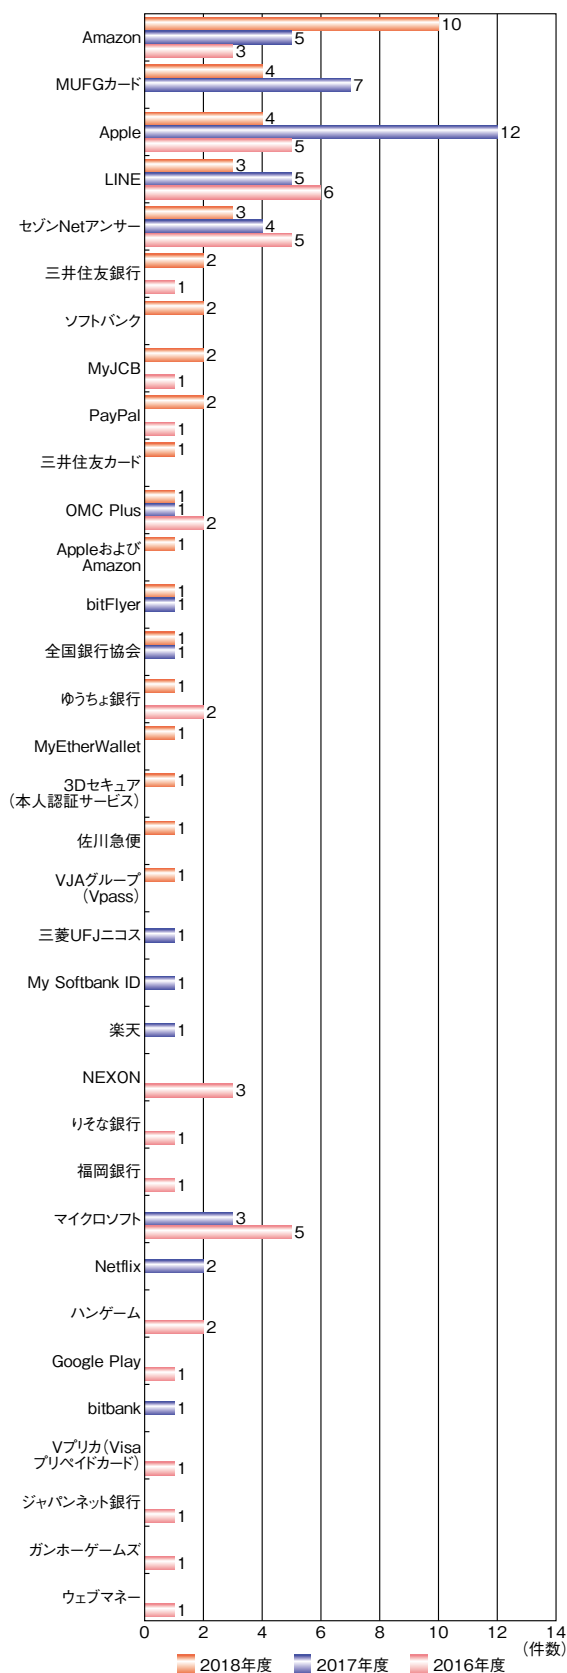 Amazon
10
5
3
MUFGカード
4
7
Apple
4
12
5
LINE
3
5
6
セゾンNetアンサー
3
4
5
三井住友銀行
2
1
ソフトバンク
2
MyJCB
2
1
PayPal
2
1
三井住友カード
1
OMC Plus
1
1
2
Appleおよび
Amazon
1
bitFlyer
1
1
全国銀行協会
1
1
ゆうちょ銀行
1
2
MyEtherWallet
1
3Dセキュア
(本人認証サービス)
1
佐川急便
1
VJAグループ
(Vpass)
1
三菱UFJニコス
1
My Softbank ID
1
楽天
1
NEXON
3
りそな銀行
1
福岡銀行
1
マイクロソフト
3
5
Netflix
2
ハンゲーム
2
Google Play
1
bitbank
1
Vプリカ(Visa
プリペイドカード)
1
ジャパンネット銀行
1
ガンホーゲームズ
1
ウェブマネー
1
0 2 4 6 8 10 12 14
(件数)
2018年度 2017年度 2016年度